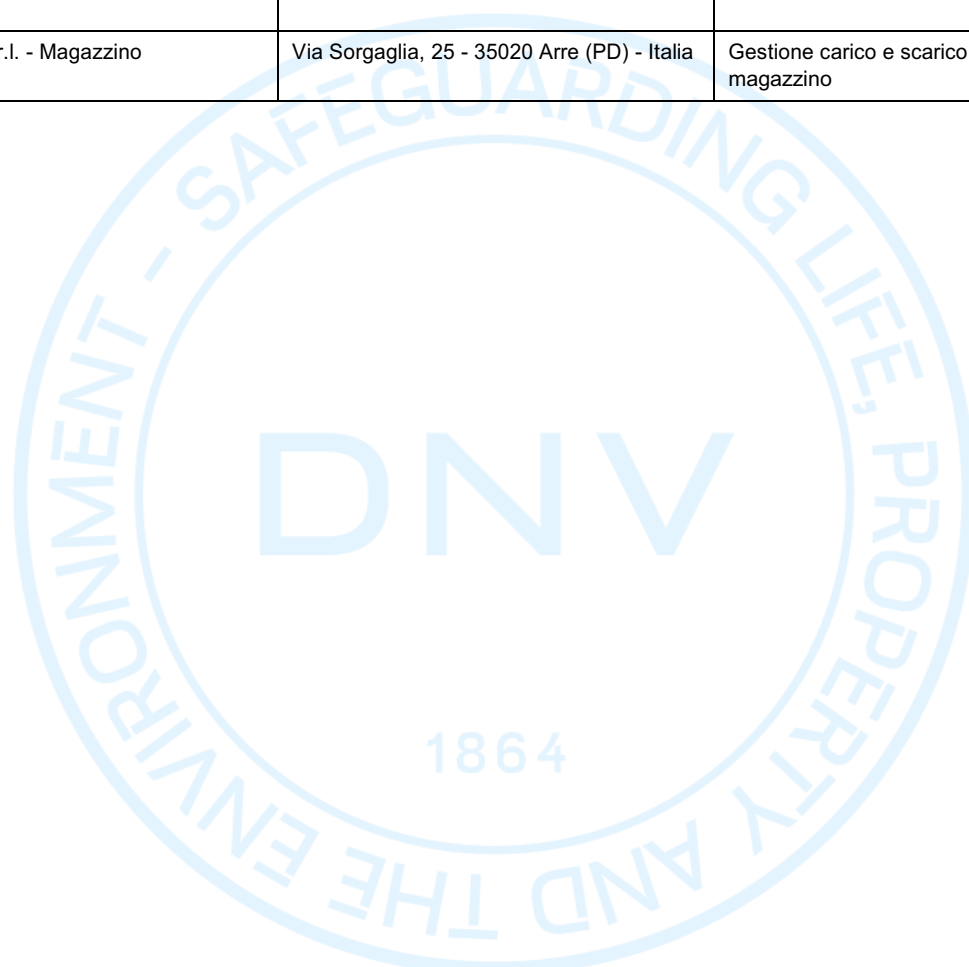 r.l. - Magazzino
Via Sorgaglia, 25 - 35020 Arre (PD) - Italia
Gestione carico e scarico
magazzino
SAFEGUARDING LIFE, PROPERTY AND THE ENVIRONMENT -
DNV
1864